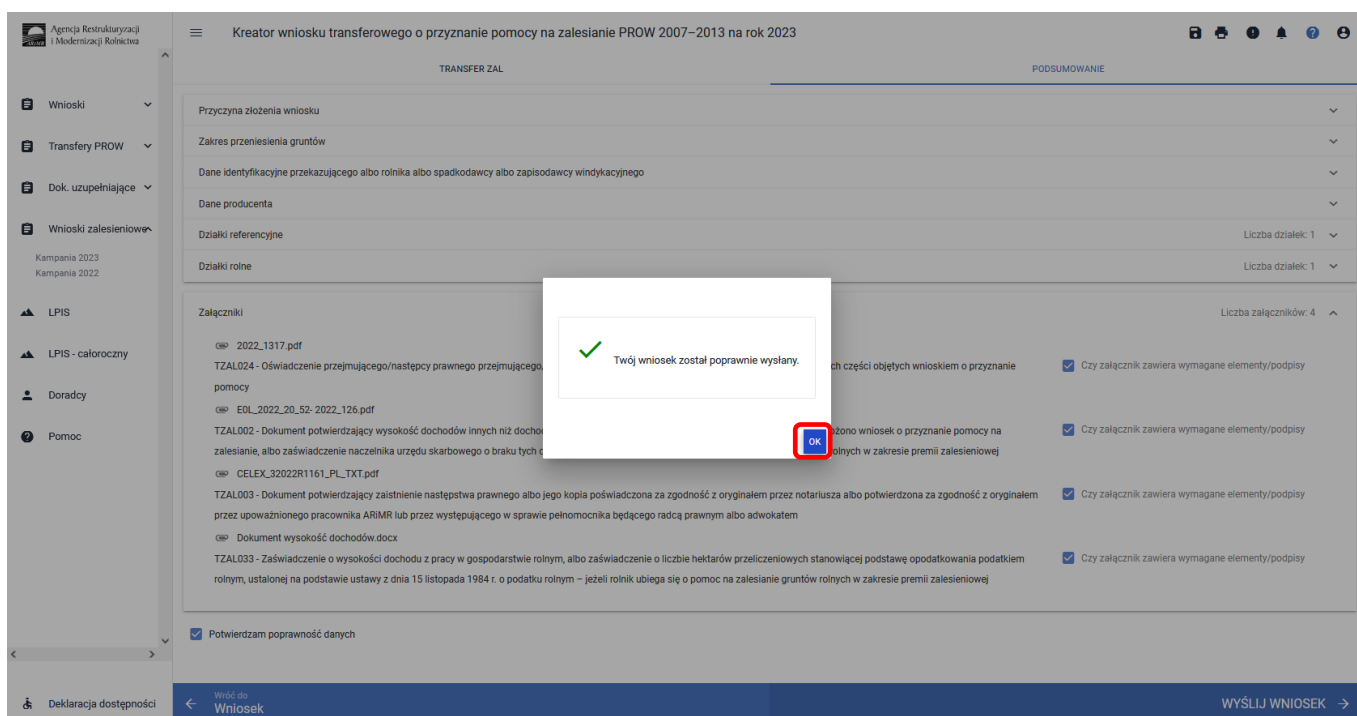 Agencja Restrukturyzacji
i Modernizacji Rolnictwa
Kreator wniosku transferowego o przyznanie pomocy na zalesianie PROW 2007–2013 na rok 2023
TRANSFER ZAL
PODSUMOWANIE
Wnioski
Transfery PROW
Dok. uzupełniające
Wnioski zalesieniowe
Kampania 2023
Kampania 2022
LPIS
LPIS - całoroczny
Doradcy
Pomoc
Deklaracja dostępności
Przyczyna złożenia wniosku
Zakres przeniesienia gruntów
Dane identyfikacyjne przekazującego albo rolnika albo spadkodawcy albo zapisodawcy windykacyjnego
Dane producenta
Działki referencyjne Liczba działek: 1
Działki rolne Liczba działek: 1
Załączniki Liczba załączników: 4
2022_1317.pdf
TZAL024 - Oświadczenie przejmującego/następcy prawnego przejmującego ch części objętych wnioskiem o przyznanie Czy załącznik zawiera wymagane elementy/podpisy
pomocy
E0L_2022_20_52- 2022_126.pdf
TZAL002 - Dokument potwierdzający wysokość dochodów innych niż docho ożono wniosek o przyznanie pomocy na Czy załącznik zawiera wymagane elementy/podpisy
zalesianie, albo zaświadczenie naczelnika urzędu skarbowego o braku tych olnych w zakresie premii zalesieniowej
CELEX_32022R1161_PL_TXT.pdf
TZAL003 - Dokument potwierdzający zaistnienie następstwa prawnego albo jego kopia poświadczona za zgodność z oryginałem przez notariusza albo potwierdzona za zgodność z oryginałem Czy załącznik zawiera wymagane elementy/podpisy
przez upoważnionego pracownika ARiMR lub przez występującego w sprawie pełnomocnika będącego radcą prawnym albo adwokatem
Dokument wysokość dochodów.docx
TZAL033 - Zaświadczenie o wysokości dochodu z pracy w gospodarstwie rolnym, albo zaświadczenie o liczbie hektarów przeliczeniowych stanowiącej podstawę opodatkowania podatkiem Czy załącznik zawiera wymagane elementy/podpisy
rolnym, ustalonej na podstawie ustawy z dnia 15 listopada 1984 r. o podatku rolnym – jeżeli rolnik ubiega się o pomoc na zalesianie gruntów rolnych w zakresie premii zalesieniowej
Twój wniosek został poprawnie wysłany.
OK
Potwierdzam poprawność danych
Wróć do
Wniosek
WYŚLIJ WNIOSEK